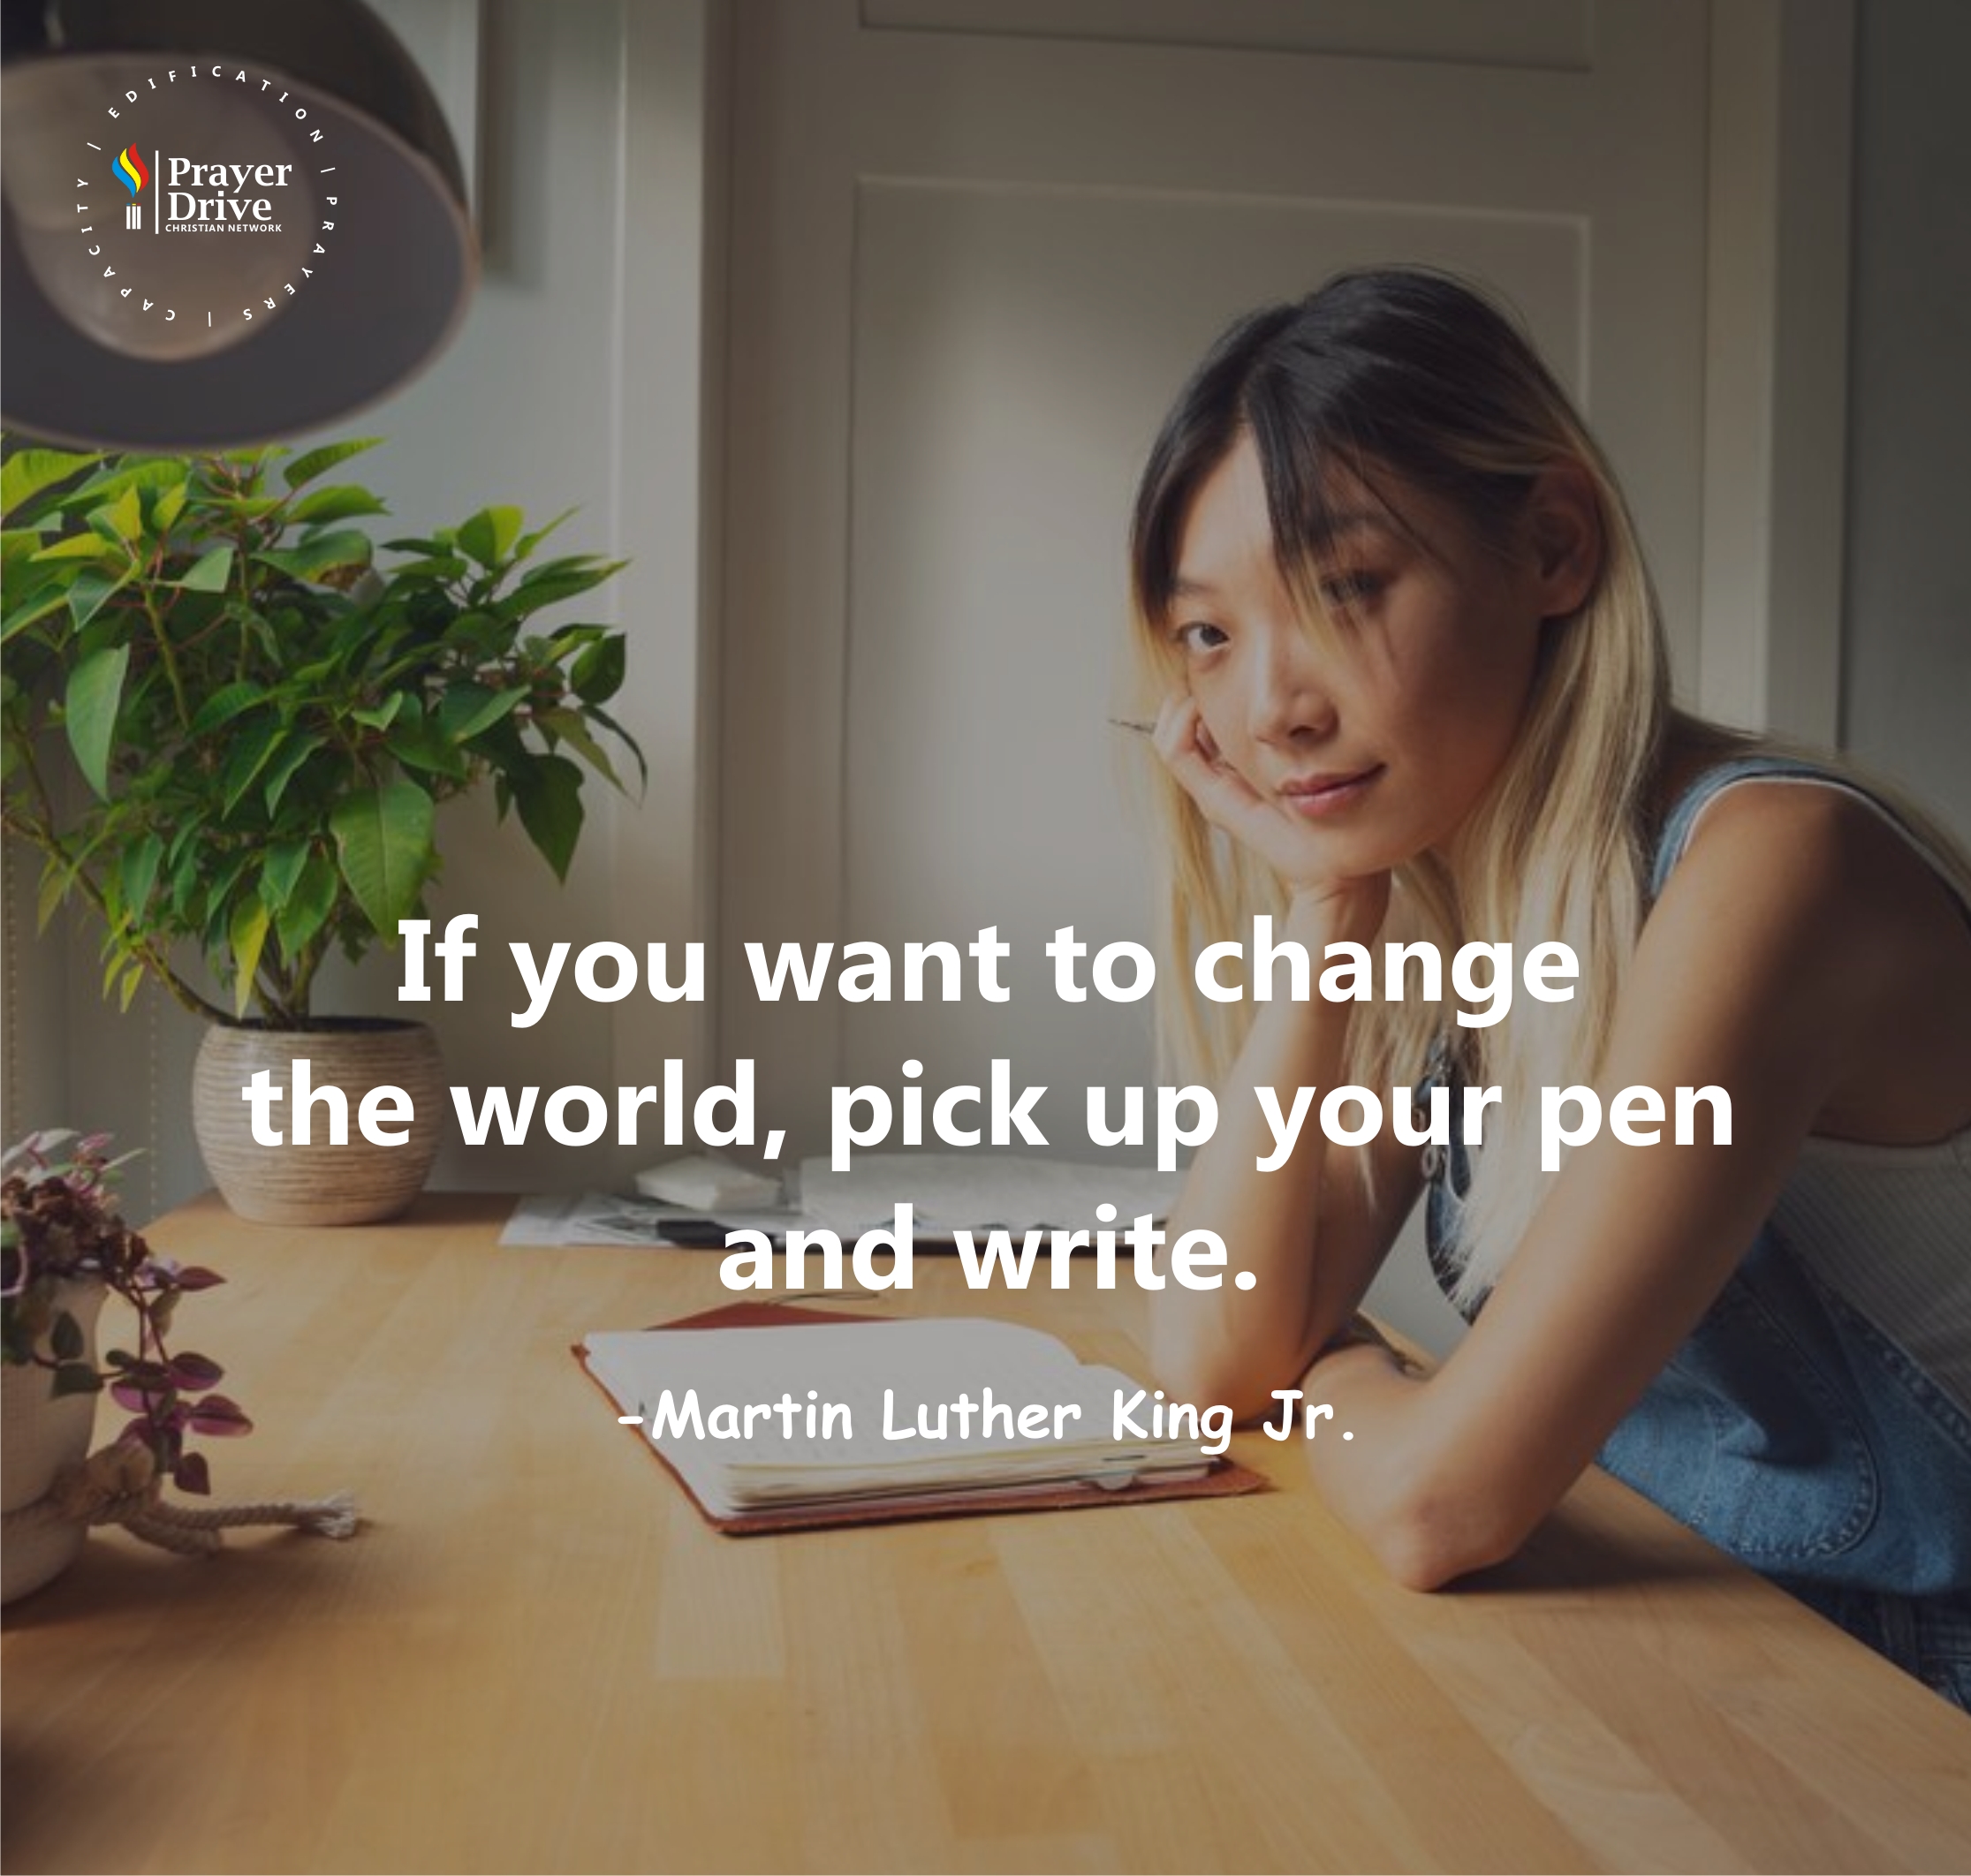 EDIFICATION | PRAYERS | CAPACITY |
Prayer
Drive
CHRISTIAN NETWORK
If you want to change
the world, pick up your pen
and write.
-Martin Luther King Jr.